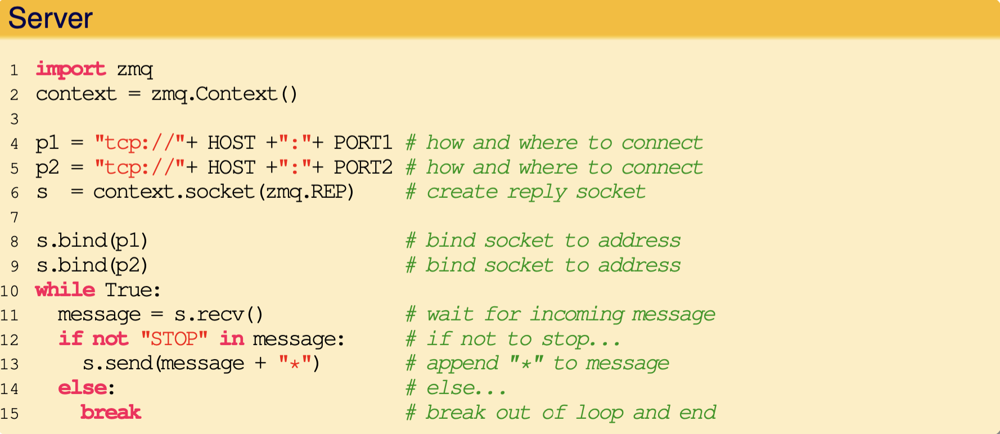 Server
1 import zmq
2 context = zmq.Context()
3
4 p1 = "tcp://"+ HOST +":"+ PORT1 # how and where to connect
5 p2 = "tcp://"+ HOST +":"+ PORT2 # how and where to connect
6 s  = context.socket(zmq.REP)    # create reply socket
7
8 s.bind(p1)                      # bind socket to address
9 s.bind(p2)                      # bind socket to address
10 while True:
11   message = s.recv()            # wait for incoming message
12   if not "STOP" in message:     # if not to stop...
13     s.send(message + "*")       # append "*" to message
14   else:                         # else...
15     break                       # break out of loop and end